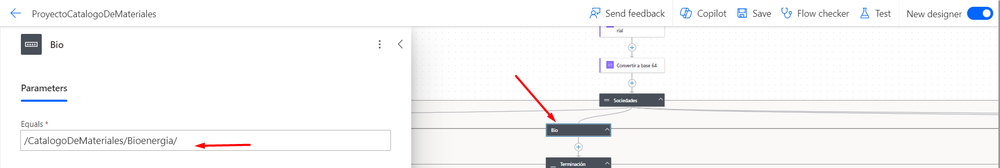 ProyectoCatalogoDeMateriales
Send feedback
Copilot
Save
Flow checker
Test
New designer
Bio
Parameters
Equals *
/CatalogoDeMateriales/Bioenergia/
rial
Convertir a base 64
Sociedades
Bio
Terminación